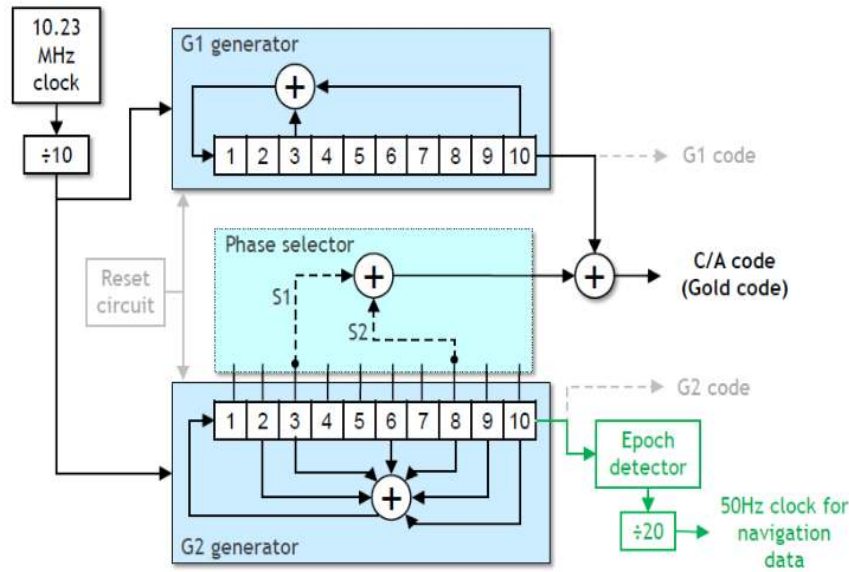 10.23
MHz
clock
÷10
G1 generator
+
1 2 3 4 5 6 7 8 9 10
G1 code
Phase selector
+
+
C/A code
(Gold code)
S1
S2
Reset
circuit
G2 code
1 2 3 4 5 6 7 8 9 10
+
G2 generator
Epoch
detector
÷20
50Hz clock for
navigation
data